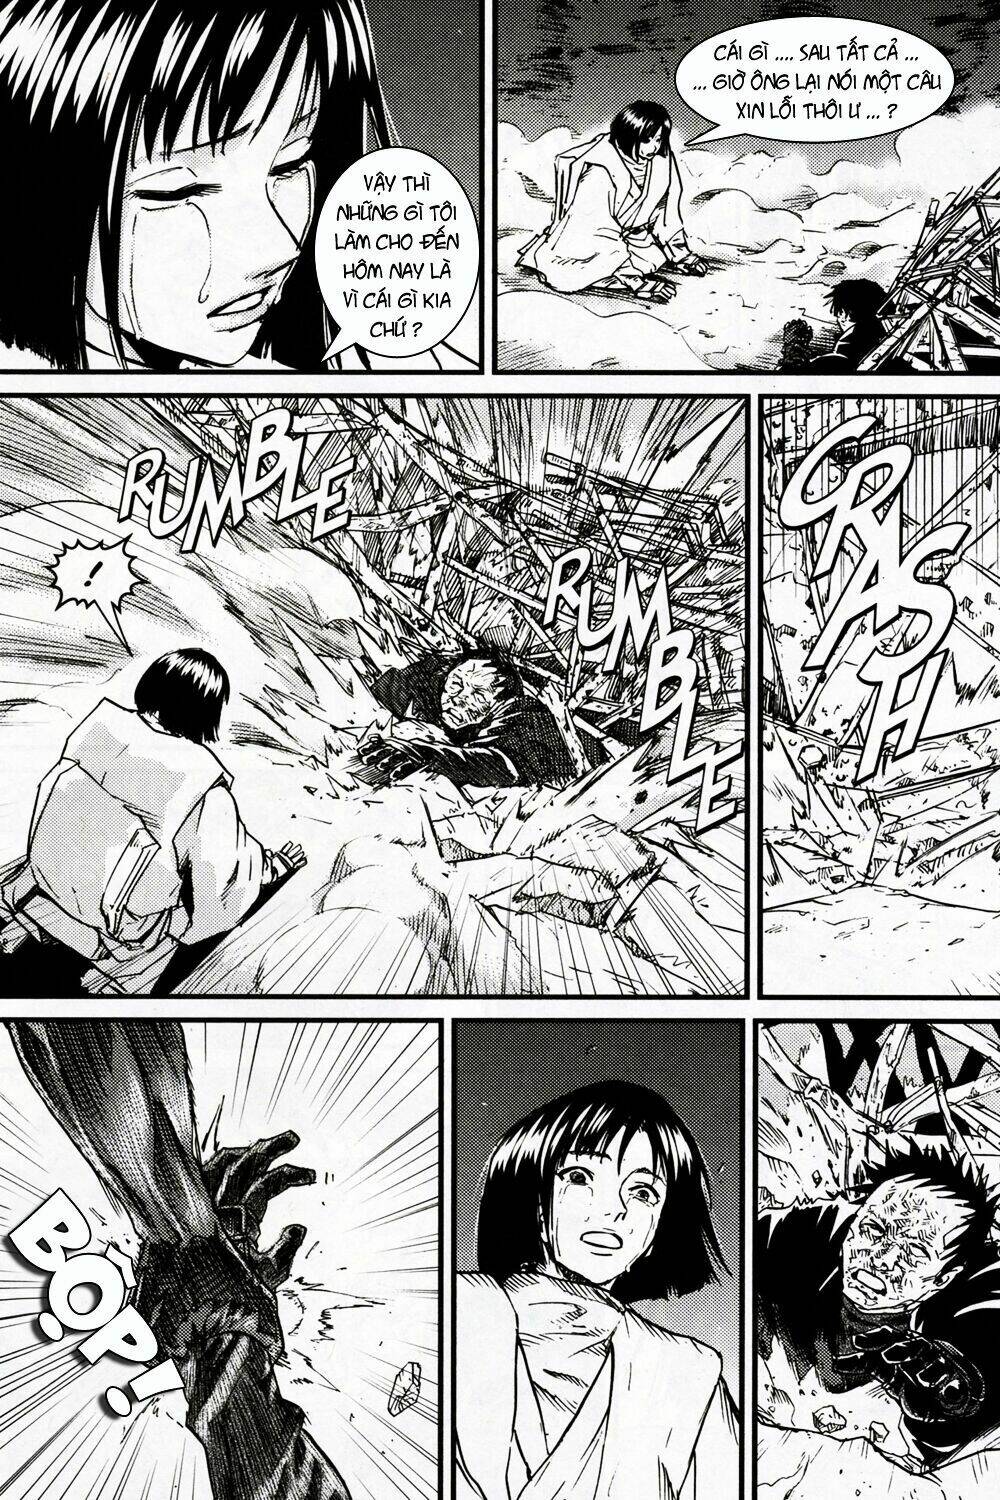 VẬY THÌ
NHỮNG GÌ TÔI
LÀM CHO ĐẾN
HÔM NAY LÀ
VÌ CÁI GÌ KIA
CHỨ ?
CÁI GÌ .... SAU TẤT CẢ ...
... GIỜ ÔNG LẠI NÓI MỘT CÂU
XIN LỖI THÔI Ư ... ?
RUMBLE
!
RUMBLE
CRASH
BỐP!